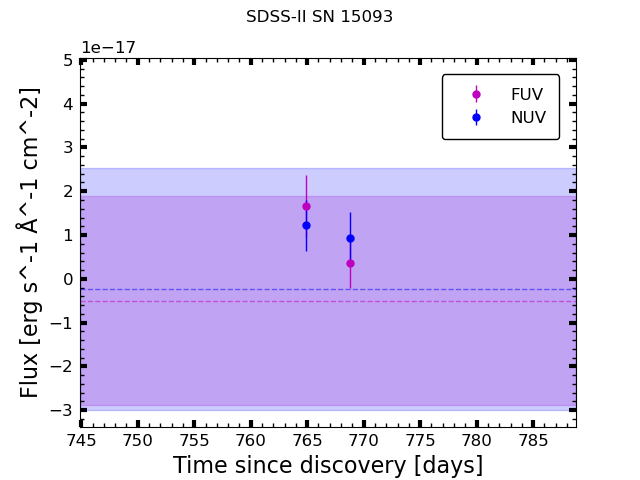 SDSS-II SN 15093
1e−17
5
4
3
2
1
0
−1
−2
−3
Flux [erg s^-1 Å^-1 cm^-2]
FUV
NUV
745 750 755 760 765 770 775 780 785
Time since discovery [days]